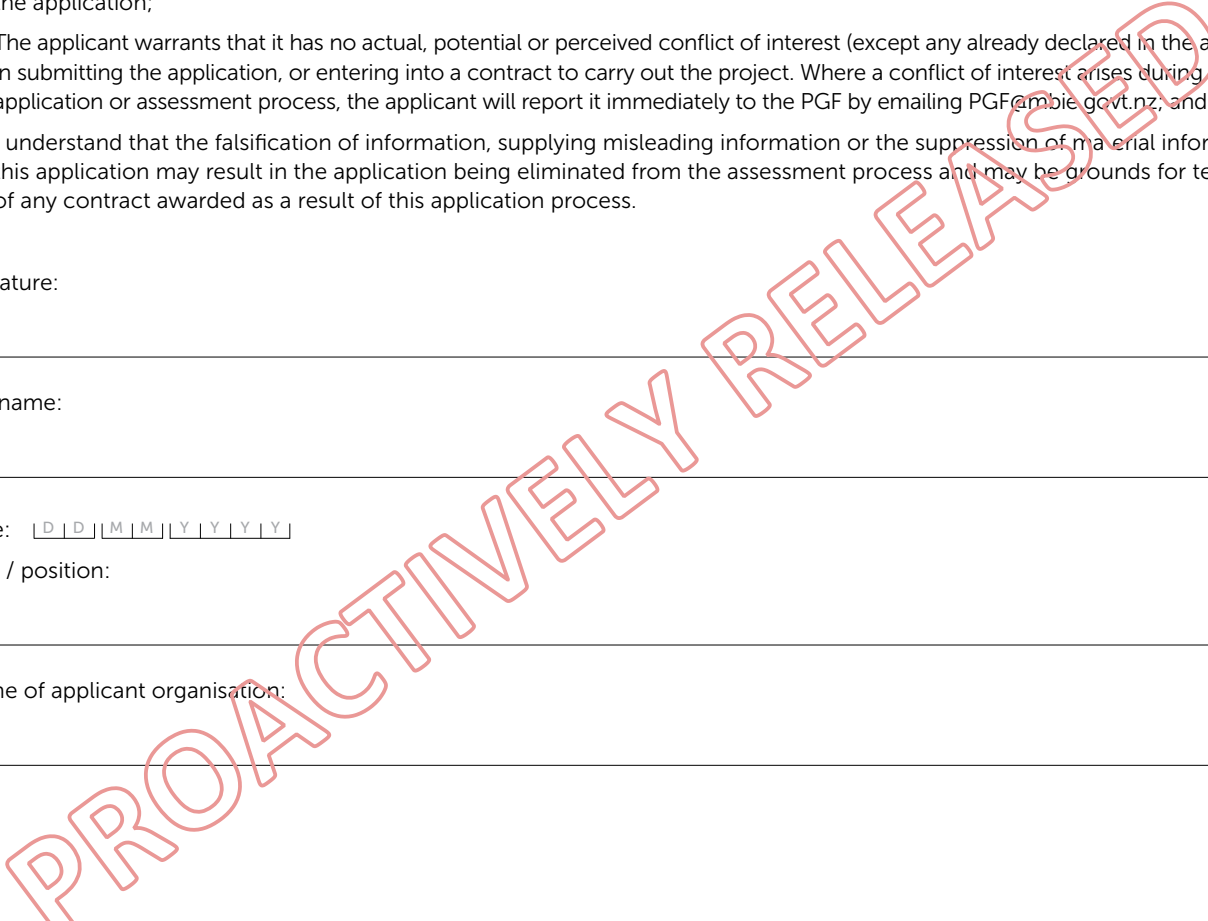 the application;
The applicant warrants that it has no actual, potential or perceived conflict of interest (except any already declared in the a
n submitting the application, or entering into a contract to carry out the project. Where a conflict of interest arises during
application or assessment process, the applicant will report it immediately to the PGF by emailing PGF@mbie.govt.nz; and
understand that the falsification of information, supplying misleading information or the suppression of material infor
this application may result in the application being eliminated from the assessment process and may be grounds for te
of any contract awarded as a result of this application process.
ature:
name:
e: D D M M Y Y Y Y
/ position:
ne of applicant organisation:
PROACTIVELY RELEASED